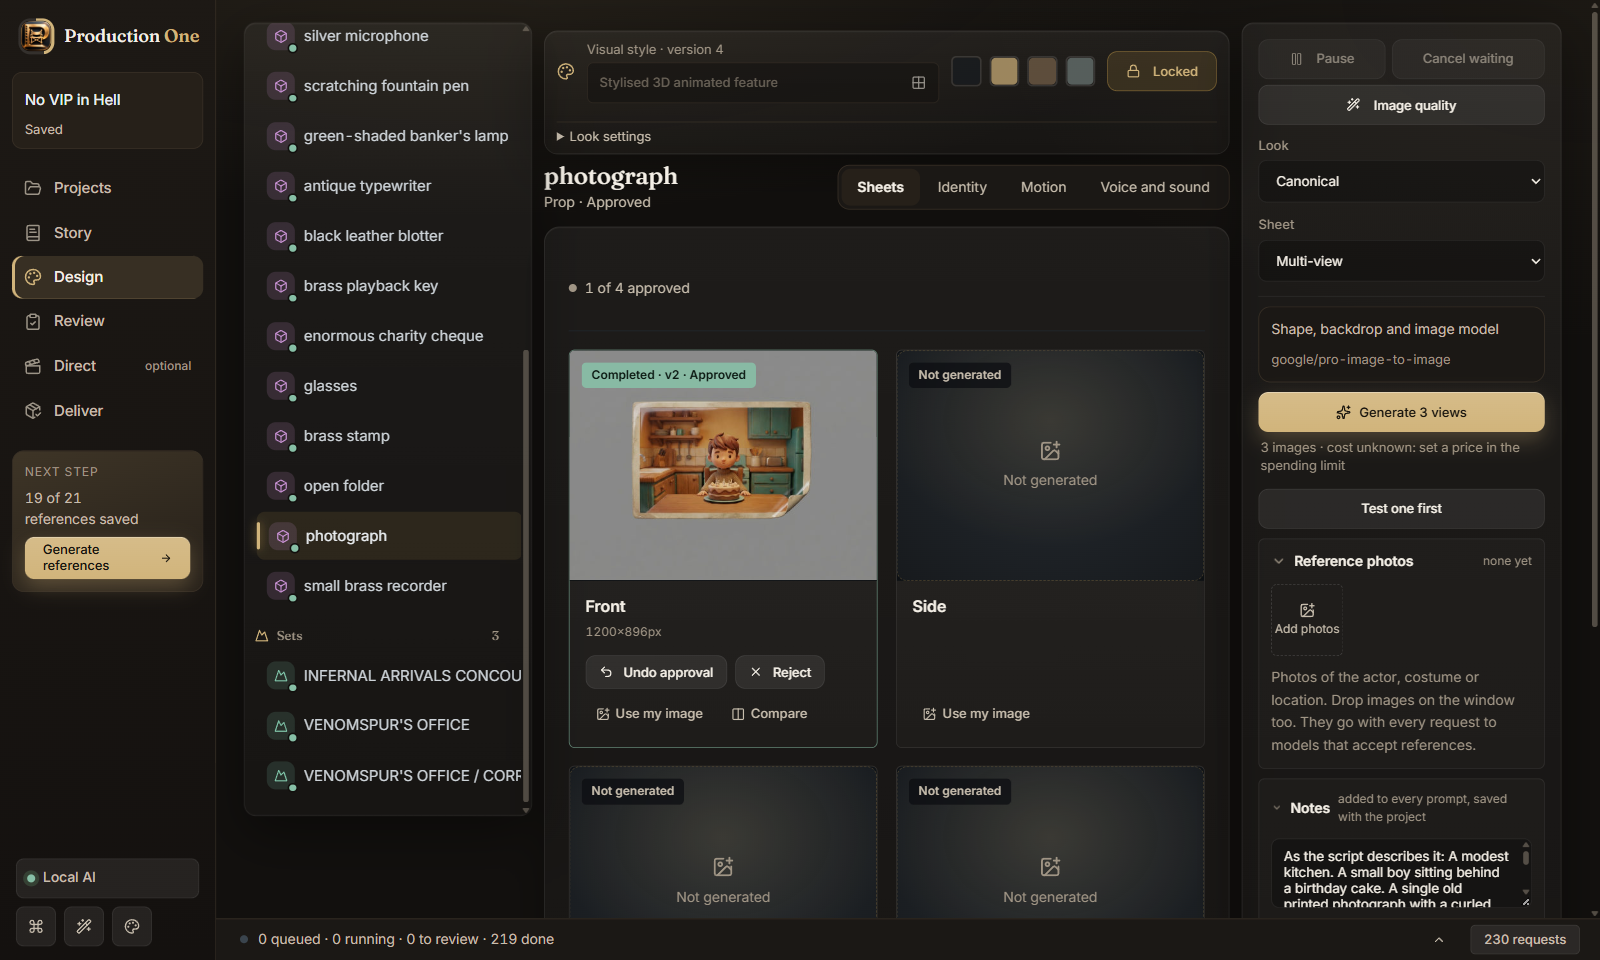 Production One
No VIP in Hell
Saved
Projects
Story
Design
Review
Direct optional
Deliver
NEXT STEP
19 of 21
references saved
Generate
references
Local AI
silver microphone
scratching fountain pen
green-shaded banker's lamp
antique typewriter
black leather blotter
brass playback key
enormous charity cheque
glasses
brass stamp
open folder
photograph
small brass recorder
Sets 3
INFERNAL ARRIVALS CONCOU
VENOMSPUR'S OFFICE
VENOMSPUR'S OFFICE / CORR
Visual style · version 4
Stylised 3D animated feature
Locked
Look settings
photograph
Prop · Approved
Sheets Identity Motion Voice and sound
1 of 4 approved
Completed · v2 · Approved
Front
1200×896px
Undo approval Reject
Use my image Compare
Not generated
Not generated
Side
Use my image
Not generated
Not generated
Not generated
Not generated
Pause Cancel waiting
Image quality
Look
Canonical
Sheet
Multi-view
Shape, backdrop and image model
google/pro-image-to-image
Generate 3 views
3 images · cost unknown: set a price in the
spending limit
Test one first
Reference photos none yet
Add photos
Photos of the actor, costume or
location. Drop images on the window
too. They go with every request to
models that accept references.
Notes added to every prompt, saved
with the project
As the script describes it: A modest
kitchen. A small boy sitting behind
a birthday cake. A single old
printed photograph with a curled
0 queued · 0 running · 0 to review · 219 done
230 requests